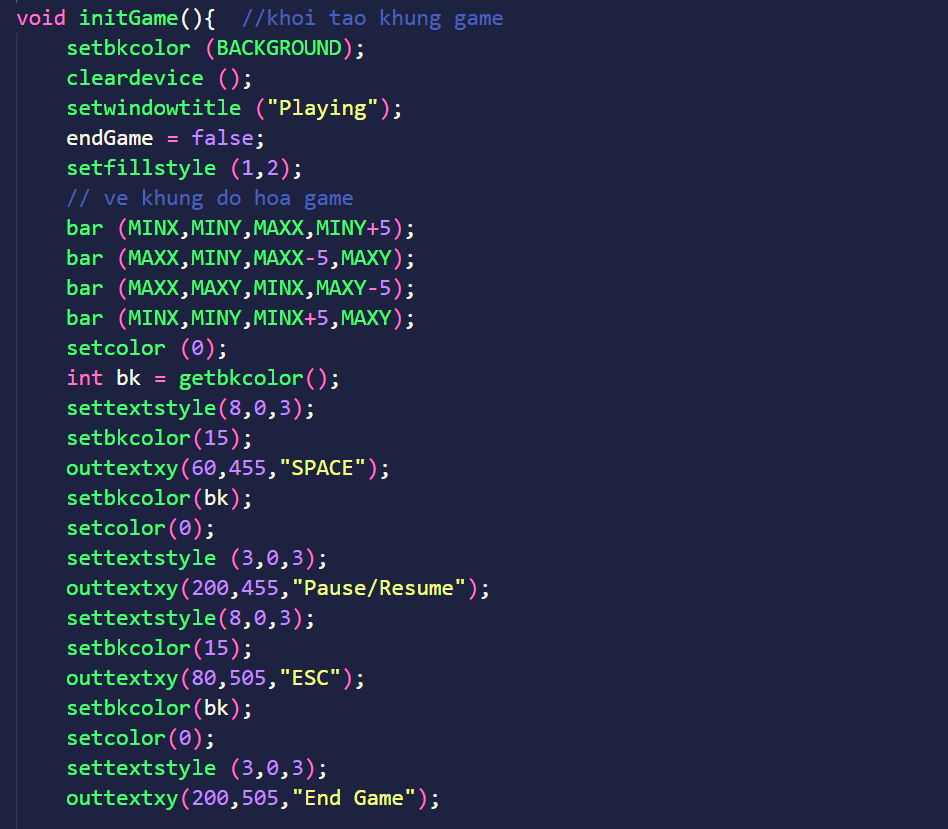 void initGame(){  //khoi tao khung game
    setbkcolor (BACKGROUND);
    cleardevice ();
    setwindowtitle ("Playing");
    endGame = false;
    setfillstyle (1,2);
    // ve khung do hoa game
    bar (MINX,MINY,MAXX,MINY+5);
    bar (MAXX,MINY,MAXX-5,MAXY);
    bar (MAXX,MAXY,MINX,MAXY-5);
    bar (MINX,MINY,MINX+5,MAXY);
    setcolor (0);
    int bk = getbkcolor();
    settextstyle(8,0,3);
    setbkcolor(15);
    outtextxy(60,455,"SPACE");
    setbkcolor(bk);
    setcolor(0);
    settextstyle (3,0,3);
    outtextxy(200,455,"Pause/Resume");
    settextstyle(8,0,3);
    setbkcolor(15);
    outtextxy(80,505,"ESC");
    setbkcolor(bk);
    setcolor(0);
    settextstyle (3,0,3);
    outtextxy(200,505,"End Game");